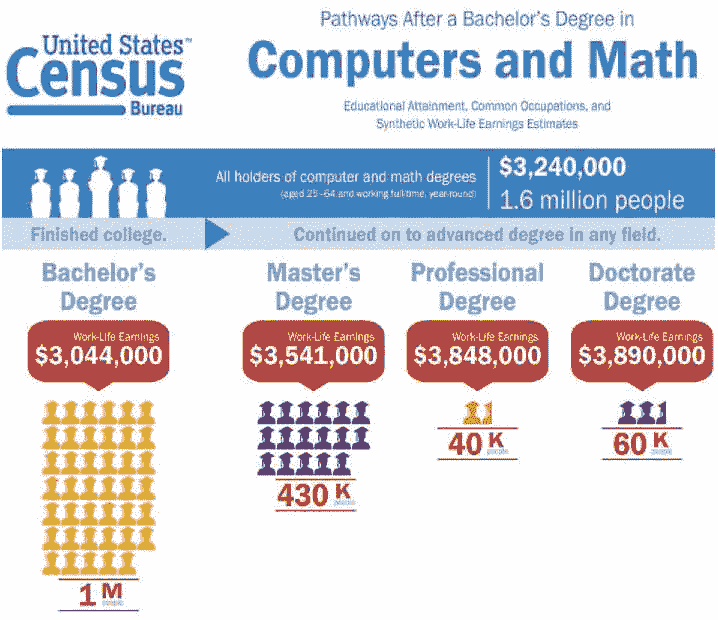 United States™
Census
Bureau
Pathways After a Bachelor's Degree in
Computers and Math
Educational Attainment, Common Occupations, and
Synthetic Work-Life Earnings Estimates
All holders of computer and math degrees
(aged 25–64 and working full-time, year-round)
$3,240,000
1.6 million people
Finished college.
Continued on to advanced degree in any field.
Bachelor's
Degree
Work-Life Earnings
$3,044,000
1 M
people
Master's
Degree
Work-Life Earnings
$3,541,000
430 K
people
Professional
Degree
Work-Life Earnings
$3,848,000
40 K
people
Doctorate
Degree
Work-Life Earnings
$3,890,000
60 K
people